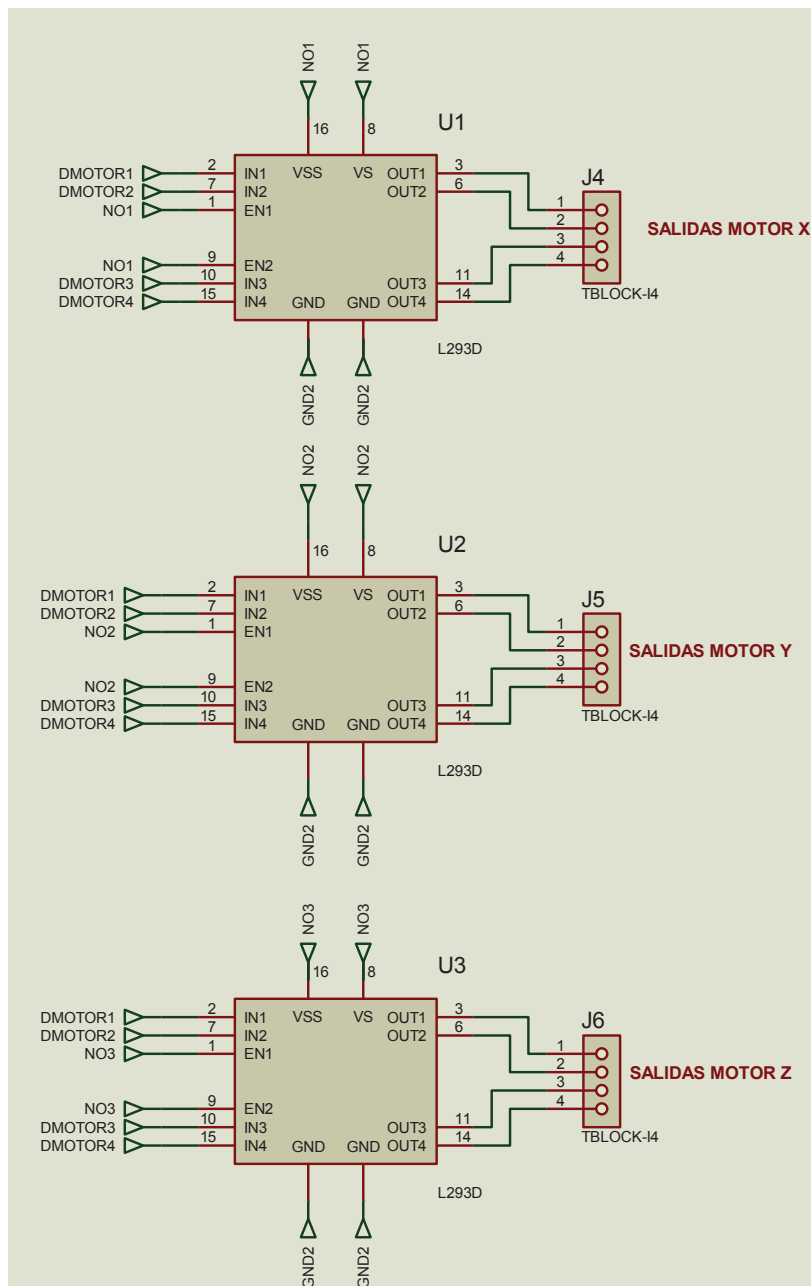 NO1 NO1
16 8
U1
DMOTOR1 2 IN1 VSS VS OUT1 3
DMOTOR2 7 IN2 OUT2 6
NO1 1 EN1
J4
1
2
3
4
SALIDAS MOTOR X
NO1 9 EN2
DMOTOR3 10 IN3 OUT3 11
DMOTOR4 15 IN4 GND GND OUT4 14
TBLOCK-I4
L293D
GND2 GND2
NO2 NO2
16 8
U2
DMOTOR1 2 IN1 VSS VS OUT1 3
DMOTOR2 7 IN2 OUT2 6
NO2 1 EN1
J5
1
2
3
4
SALIDAS MOTOR Y
NO2 9 EN2
DMOTOR3 10 IN3 OUT3 11
DMOTOR4 15 IN4 GND GND OUT4 14
TBLOCK-I4
L293D
GND2 GND2
NO3 NO3
16 8
U3
DMOTOR1 2 IN1 VSS VS OUT1 3
DMOTOR2 7 IN2 OUT2 6
NO3 1 EN1
J6
1
2
3
4
SALIDAS MOTOR Z
NO3 9 EN2
DMOTOR3 10 IN3 OUT3 11
DMOTOR4 15 IN4 GND GND OUT4 14
TBLOCK-I4
L293D
GND2 GND2